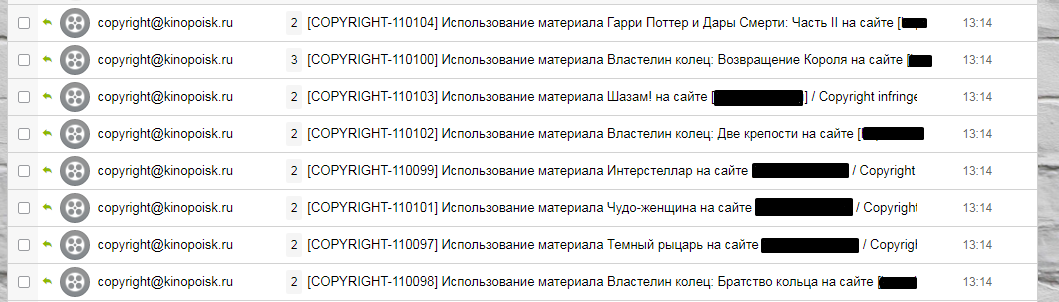 copyright@kinopoisk.ru 2 [COPYRIGHT-110104] Использование материала Гарри Поттер и Дары Смерти: Часть II на сайте [ 13:14
copyright@kinopoisk.ru 3 [COPYRIGHT-110100] Использование материала Властелин колец: Возвращение Короля на сайте [ 13:14
copyright@kinopoisk.ru 2 [COPYRIGHT-110103] Использование материала Шазам! на сайте [ ] / Copyright infringe 13:14
copyright@kinopoisk.ru 2 [COPYRIGHT-110102] Использование материала Властелин колец: Две крепости на сайте [ 13:14
copyright@kinopoisk.ru 2 [COPYRIGHT-110099] Использование материала Интерстеллар на сайте / Copyright 13:14
copyright@kinopoisk.ru 2 [COPYRIGHT-110101] Использование материала Чудо-женщина на сайте / Copyright 13:14
copyright@kinopoisk.ru 2 [COPYRIGHT-110097] Использование материала Темный рыцарь на сайте / Copyrigh 13:14
copyright@kinopoisk.ru 2 [COPYRIGHT-110098] Использование материала Властелин колец: Братство кольца на сайте [ 13:14